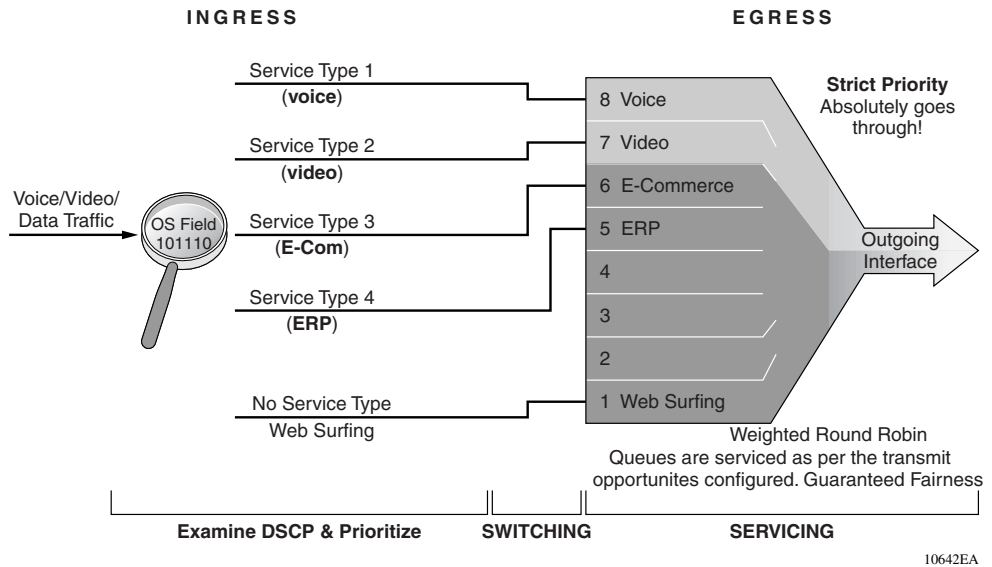 INGRESS
EGRESS
Service Type 1
(voice)
Service Type 2
(video)
Voice/Video/
Data Traffic
OS Field
101110
Service Type 3
(E-Com)
Service Type 4
(ERP)
No Service Type
Web Surfing
8 Voice
7 Video
6 E-Commerce
5 ERP
4
3
2
1 Web Surfing
Strict Priority
Absolutely goes
through!
Outgoing
Interface
Weighted Round Robin
Queues are serviced as per the transmit
opportunites configured. Guaranteed Fairness
Examine DSCP & Prioritize
SWITCHING
SERVICING
10642EA